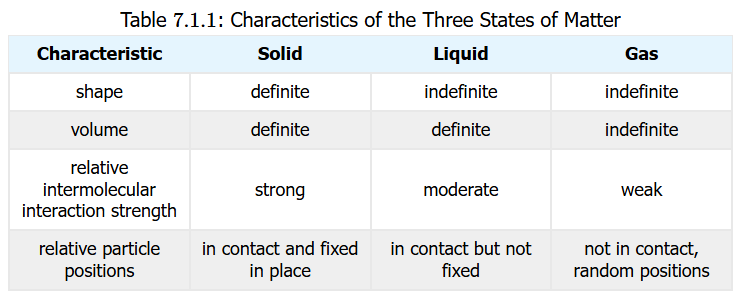 Table 7.1.1: Characteristics of the Three States of Matter
Characteristic Solid Liquid Gas
shape definite indefinite indefinite
volume definite definite indefinite
relative
intermolecular
interaction strength strong moderate weak
relative particle
positions in contact and fixed
in place in contact but not
fixed not in contact,
random positions